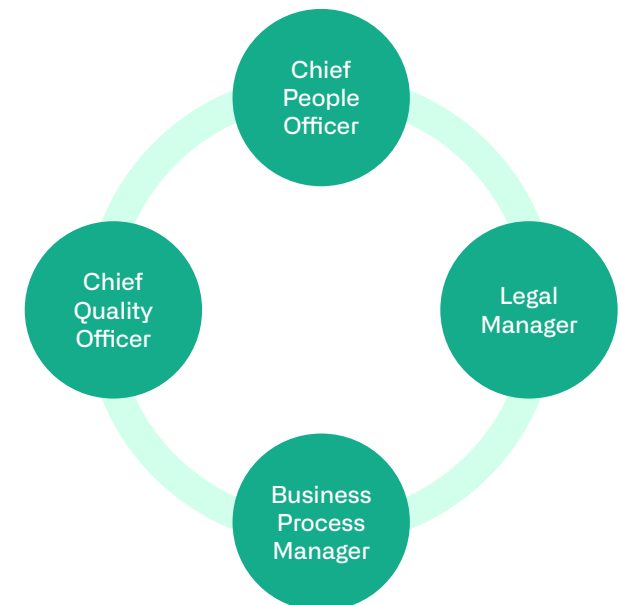 Chief
People
Officer
Chief
Quality
Officer
Legal
Manager
Business
Process
Manager